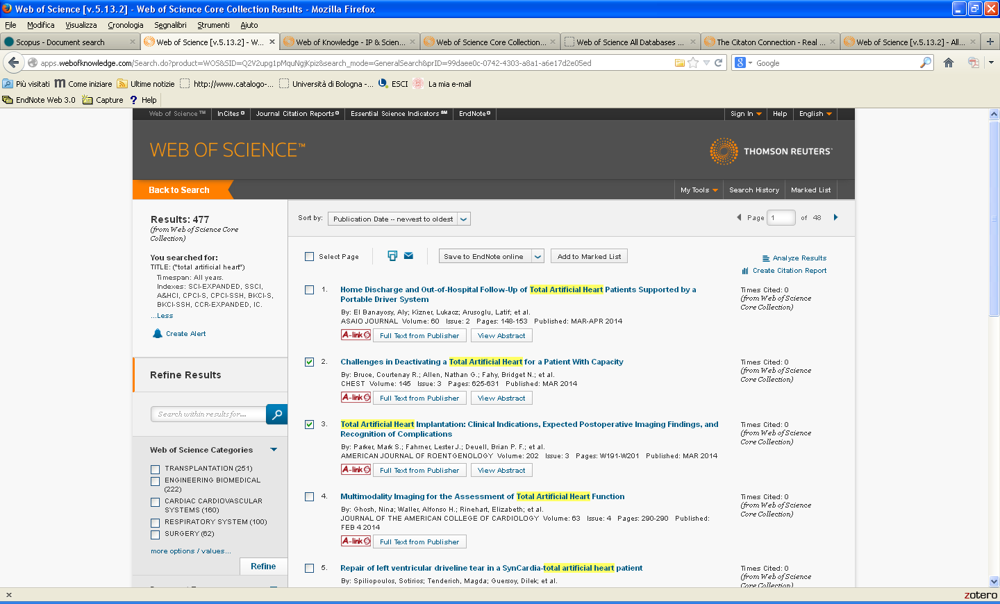 Web of Science [v.5.13.2] - Web of Science Core Collection Results - Mozilla Firefox
File Modifica Visualizza Cronologia Segnalibri Strumenti Aiuto
Scopus - Document search
Web of Science [v.5.13.2] - W...
Web of Knowledge - IP & Scien...
Web of Science Core Collection...
Web of Science All Databases ...
The Citaton Connection - Real ...
Web of Science [v.5.13.2] - All...
apps.webofknowledge.com/Search.do?product=WOS&SID=Q2V2upg1pMquNgjKpiz&search_mode=GeneralSearch&prID=99daee0c-0742-4303-a8a1-a6e17d2e05ed
Google
Più visitati Come iniziare Ultime notizie http://www.catalogo-... Università di Bologna -... ESCI La mia e-mail
EndNote Web 3.0 Capture Help
Web of Science ™ InCites Journal Citation Reports Essential Science Indicators ℠ EndNote Sign In Help English
WEB OF SCIENCE™
THOMSON REUTERS
Back to Search
My Tools Search History Marked List
Results: 477
(from Web of Science Core
Collection)
You searched for:
TITLE: ("total artificial heart")
Timespan: All years.
Indexes: SCI-EXPANDED, SSCI,
A&HCI, CPCI-S, CPCI-SSH, BKCI-S,
BKCI-SSH, CCR-EXPANDED, IC.
...Less
Create Alert
Refine Results
Search within results for...
Web of Science Categories
TRANSPLANTATION (251)
ENGINEERING BIOMEDICAL
(222)
CARDIAC CARDIOVASCULAR
SYSTEMS (160)
RESPIRATORY SYSTEM (100)
SURGERY (62)
more options / values...
Refine
Sort by: Publication Date -- newest to oldest
Page 1 of 48
Select Page
Save to EndNote online
Add to Marked List
Analyze Results
Create Citation Report
1. Home Discharge and Out-of-Hospital Follow-Up of Total Artificial Heart Patients Supported by a
Portable Driver System
By: El Banayosy, Aly; Kizner, Lukacz; Arusoglu, Latif; et al.
ASAIO JOURNAL Volume: 60 Issue: 2 Pages: 148-153 Published: MAR-APR 2014
A-link S Full Text from Publisher View Abstract
Times Cited: 0
(from Web of Science
Core Collection)
2. Challenges in Deactivating a Total Artificial Heart for a Patient With Capacity
By: Bruce, Courtenay R.; Allen, Nathan G.; Fahy, Bridget N.; et al.
CHEST Volume: 145 Issue: 3 Pages: 625-631 Published: MAR 2014
A-link S Full Text from Publisher View Abstract
Times Cited: 0
(from Web of Science
Core Collection)
3. Total Artificial Heart Implantation: Clinical Indications, Expected Postoperative Imaging Findings, and
Recognition of Complications
By: Parker, Mark S.; Fahrner, Lester J.; Deuell, Brian P. F.; et al.
AMERICAN JOURNAL OF ROENTGENOLOGY Volume: 202 Issue: 3 Pages: W191-W201 Published: MAR 2014
A-link S Full Text from Publisher View Abstract
Times Cited: 0
(from Web of Science
Core Collection)
4. Multimodality Imaging for the Assessment of Total Artificial Heart Function
By: Ghosh, Nina; Waller, Alfonso H.; Rinehart, Elizabeth; et al.
JOURNAL OF THE AMERICAN COLLEGE OF CARDIOLOGY Volume: 63 Issue: 4 Pages: 290-290 Published:
FEB 4 2014
A-link S Full Text from Publisher
Times Cited: 0
(from Web of Science
Core Collection)
5. Repair of left ventricular driveline tear in a SynCardia-total artificial heart patient
By: Spiliopoulos, Sotirios; Tenderich, Magda; Guersoy, Dilek; et al.
Times Cited: 0
(from Web of Science
Core Collection)
zotero